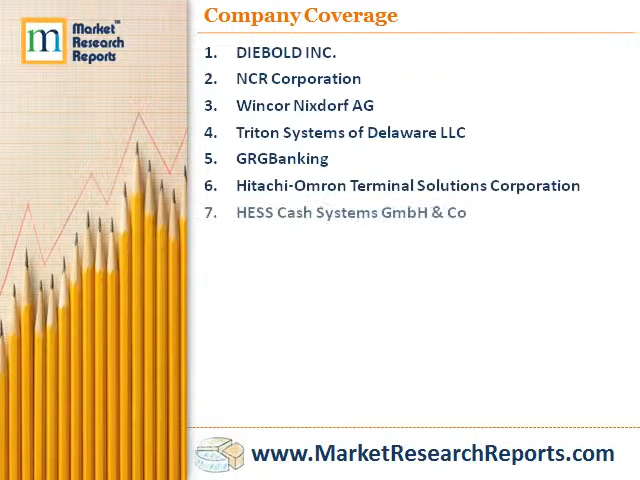 Company Coverage
m
Market
Research
Reports
™
1. DIEBOLD INC.
2. NCR Corporation
3. Wincor Nixdorf AG
4. Triton Systems of Delaware LLC
5. GRGBanking
6. Hitachi-Omron Terminal Solutions Corporation
7. HESS Cash Systems GmbH & Co
www.MarketResearchReports.com